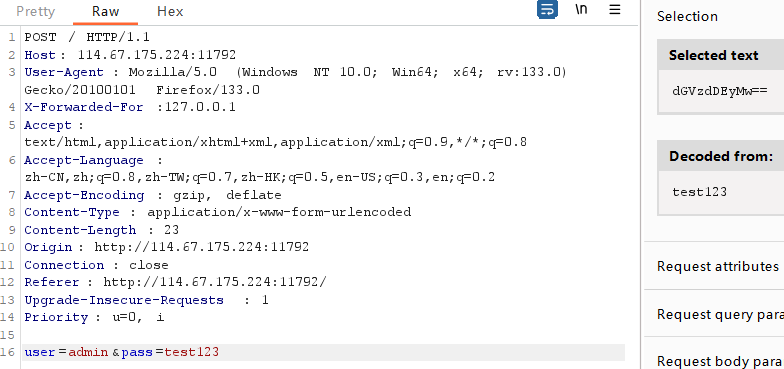 Pretty Raw Hex \n ☰
1 POST / HTTP/1.1
2 Host: 114.67.175.224:11792
3 User-Agent : Mozilla/5.0 (Windows NT 10.0; Win64; x64; rv:133.0)
Gecko/20100101 Firefox/133.0
4 X-Forwarded-For :127.0.0.1
5 Accept :
text/html,application/xhtml+xml,application/xml;q=0.9,*/*;q=0.8
6 Accept-Language :
zh-CN,zh;q=0.8,zh-TW;q=0.7,zh-HK;q=0.5,en-US;q=0.3,en;q=0.2
7 Accept-Encoding : gzip, deflate
8 Content-Type : application/x-www-form-urlencoded
9 Content-Length : 23
10 Origin : http://114.67.175.224:11792
11 Connection : close
12 Referer : http://114.67.175.224:11792/
13 Upgrade-Insecure-Requests : 1
14 Priority : u=0, i
15
16 user=admin&pass=test123
Selection
Selected text
dGVzdDEyMw==
Decoded from:
test123
Request attributes
Request query para
Request body para